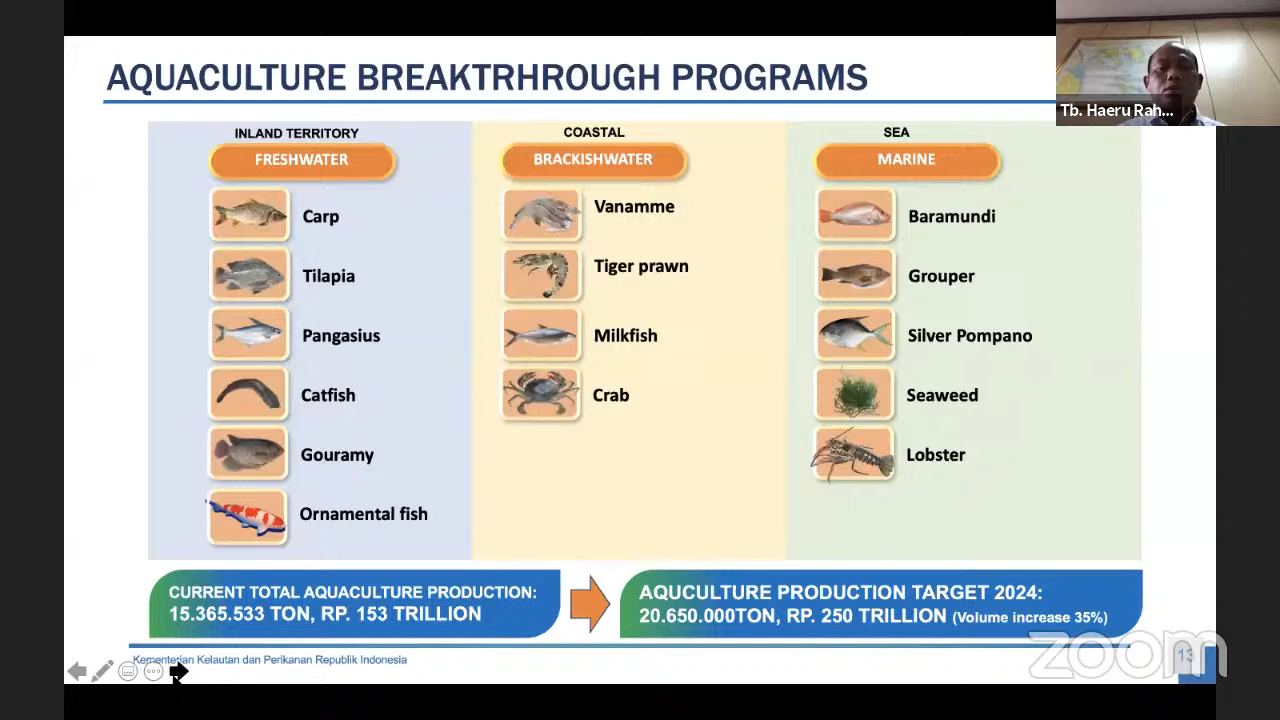 AQUACULTURE BREAKTRHROUGH PROGRAMS
Tb. Haeru Rah...
INLAND TERRITORY
FRESHWATER
Carp
Tilapia
Pangasius
Catfish
Gouramy
Ornamental fish
COASTAL
BRACKISHWATER
Vanamme
Tiger prawn
Milkfish
Crab
SEA
MARINE
Baramundi
Grouper
Silver Pompano
Seaweed
Lobster
CURRENT TOTAL AQUACULTURE PRODUCTION:
15.365.533 TON, RP. 153 TRILLION
AQUCULTURE PRODUCTION TARGET 2024:
20.650.000TON, RP. 250 TRILLION (Volume increase 35%)
Kementerian Kelautan dan Perikanan Republik Indonesia
13
zoom